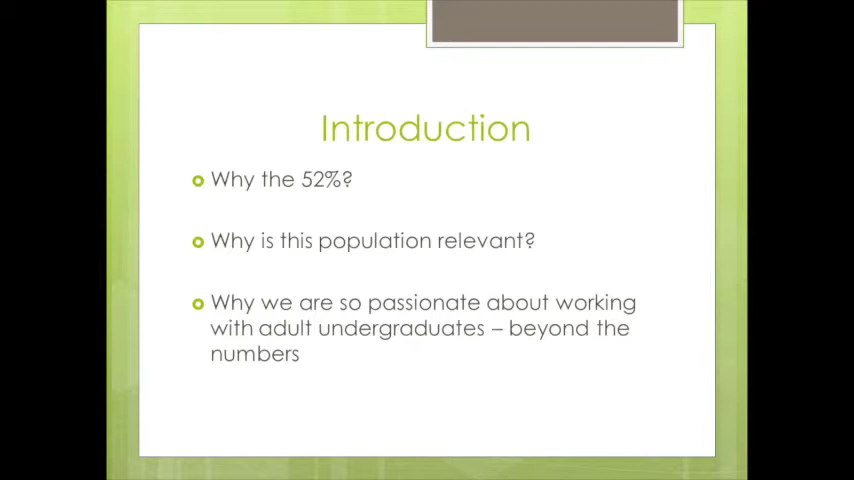 Introduction
Why the 52%?
Why is this population relevant?
Why we are so passionate about working
with adult undergraduates – beyond the
numbers